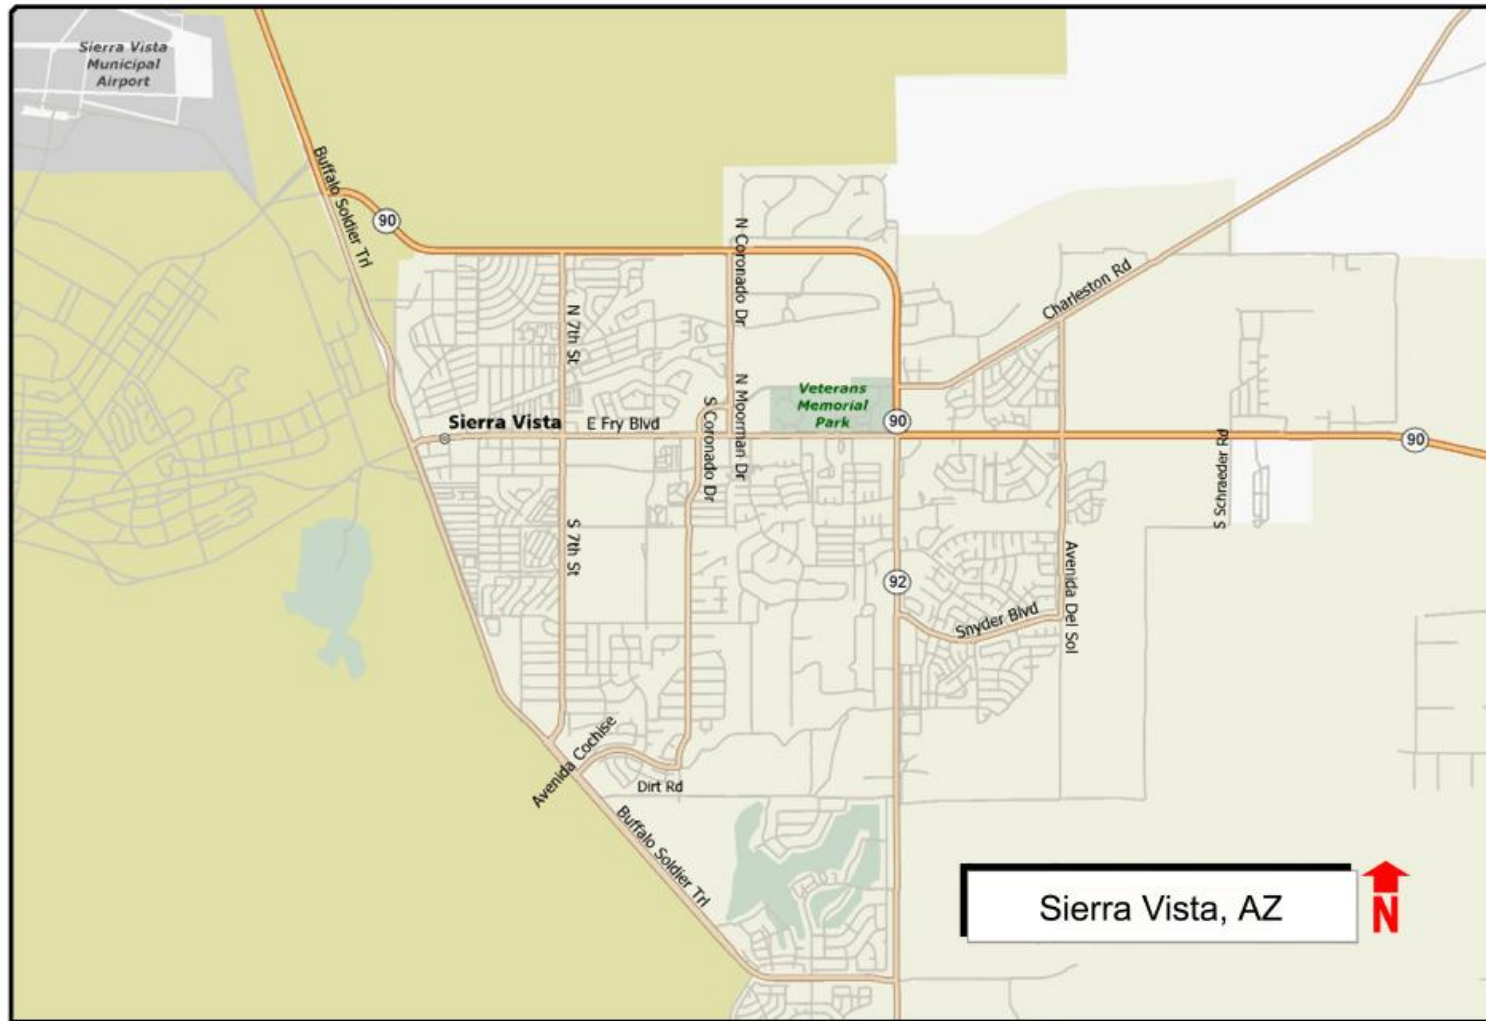 Sierra Vista
Municipal
Airport
Buffalo Soldier Trl
90
N Coronado Dr
Charleston Rd
N 7th St
N Moorman Dr
Veterans
Memorial
Park
S Coronado Dr
Sierra Vista
E Fry Blvd
90
90
S Schraeder Rd
S 7th St
Avenida Del Sol
92
Snyder Blvd
Avenida Cochise
Dirt Rd
Buffalo Soldier Trl
Sierra Vista, AZ
N